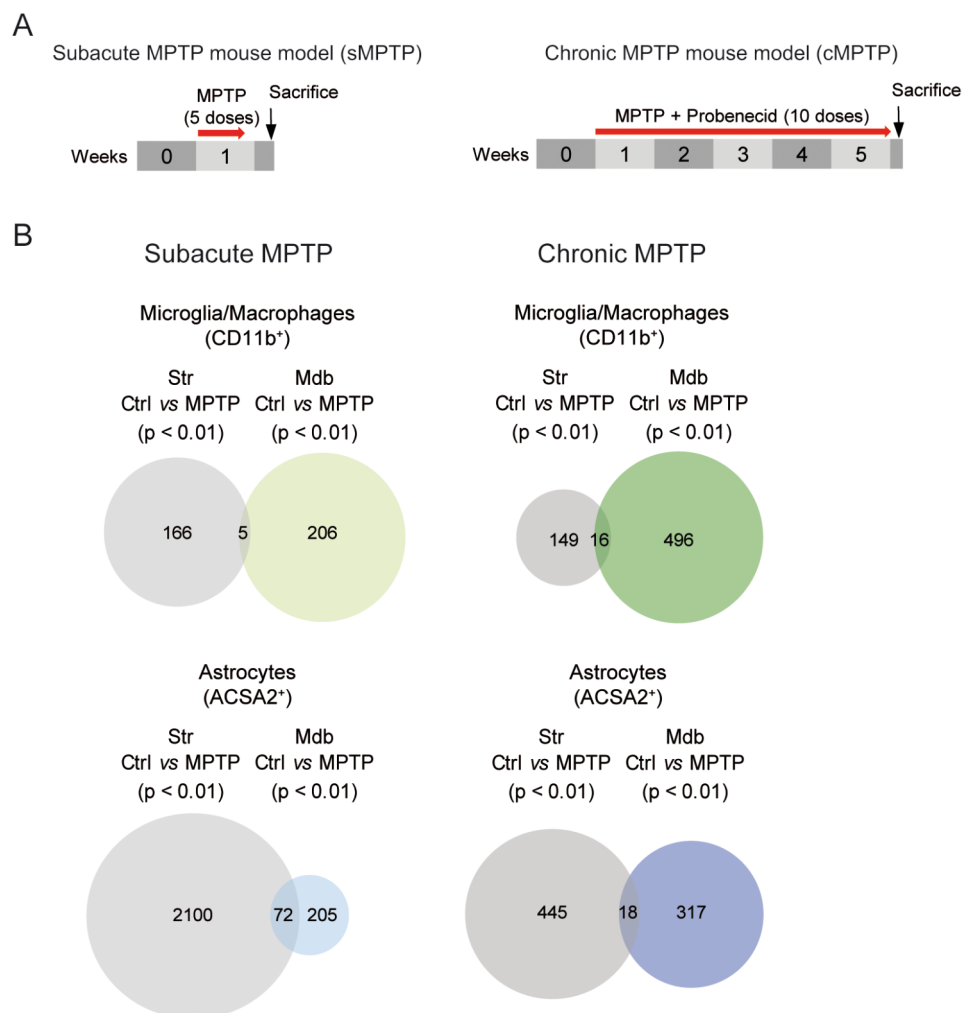 A
Subacute MPTP mouse model (sMPTP)
MPTP
(5 doses)
Sacrifice
Weeks 0 1
Chronic MPTP mouse model (cMPTP)
Sacrifice
MPTP + Probenecid (10 doses)
Weeks 0 1 2 3 4 5
B
Subacute MPTP
Microglia/Macrophages
(CD11b⁺)
Str
Ctrl vs MPTP
(p < 0.01)
Mdb
Ctrl vs MPTP
(p < 0.01)
166 5 206
Astrocytes
(ACSA2⁺)
Str
Ctrl vs MPTP
(p < 0.01)
Mdb
Ctrl vs MPTP
(p < 0.01)
2100 72 205
Chronic MPTP
Microglia/Macrophages
(CD11b⁺)
Str
Ctrl vs MPTP
(p < 0.01)
Mdb
Ctrl vs MPTP
(p < 0.01)
149 16 496
Astrocytes
(ACSA2⁺)
Str
Ctrl vs MPTP
(p < 0.01)
Mdb
Ctrl vs MPTP
(p < 0.01)
445 18 317